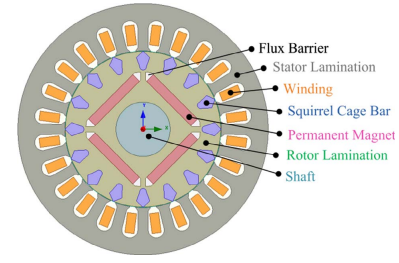 Flux Barrier
Stator Lamination
Winding
Squirrel Cage Bar
Permanent Magnet
Rotor Lamination
Shaft
Y
X